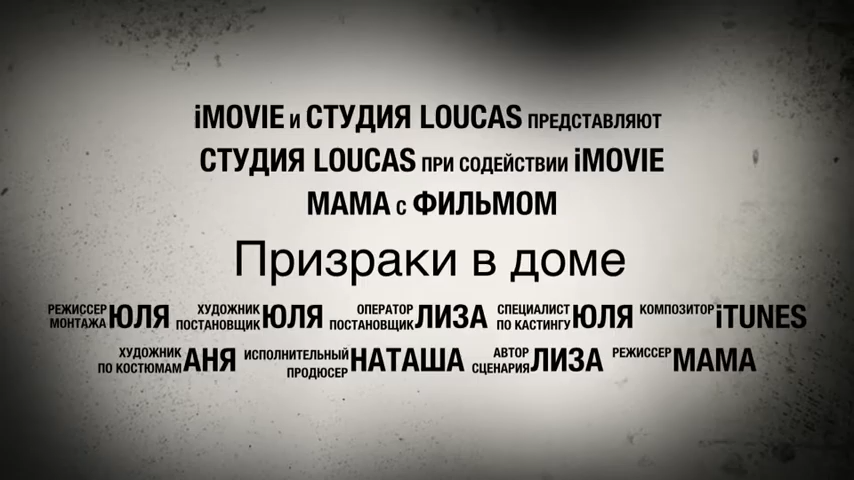 iMOVIE И СТУДИЯ LOUCAS ПРЕДСТАВЛЯЮТ
СТУДИЯ LOUCAS ПРИ СОДЕЙСТВИИ iMOVIE
МАМА С ФИЛЬМОМ
Призраки в доме
РЕЖИССЕР МОНТАЖА ЮЛЯ ХУДОЖНИК ПОСТАНОВЩИК ЮЛЯ ОПЕРАТОР ПОСТАНОВЩИК ЛИЗА СПЕЦИАЛИСТ ПО КАСТИНГУ ЮЛЯ КОМПОЗИТОР iTUNES
ХУДОЖНИК ПО КОСТЮМАМ АНЯ ИСПОЛНИТЕЛЬНЫЙ ПРОДЮСЕР НАТАША АВТОР СЦЕНАРИЯ ЛИЗА РЕЖИССЕР МАМА